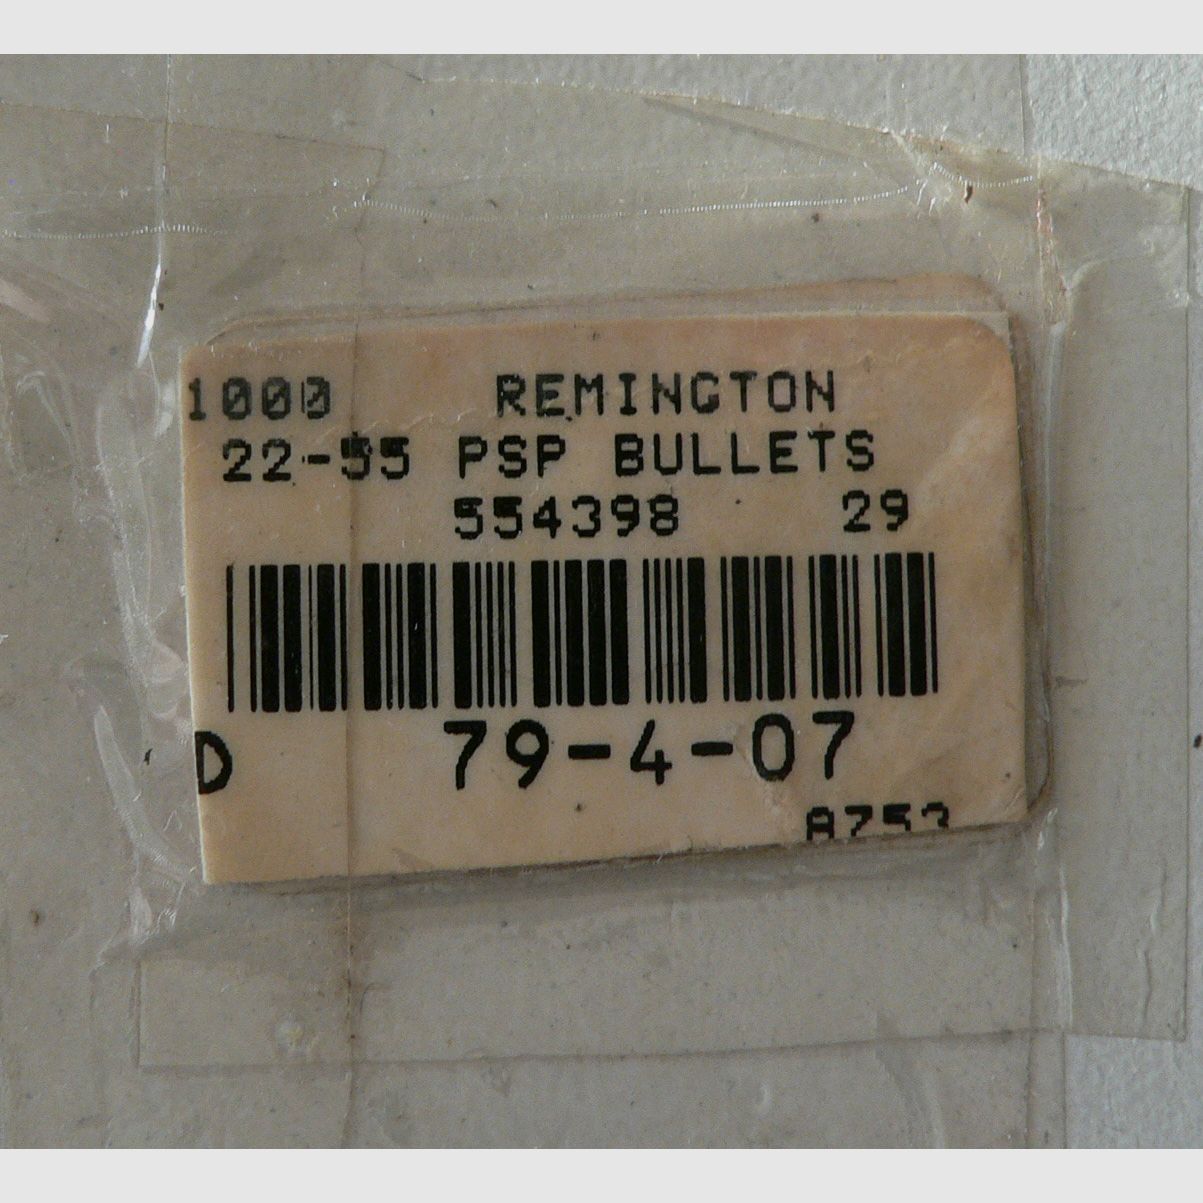 1000 REMINGTON
22-55 PSP BULLETS
554398 29
D 79-4-07